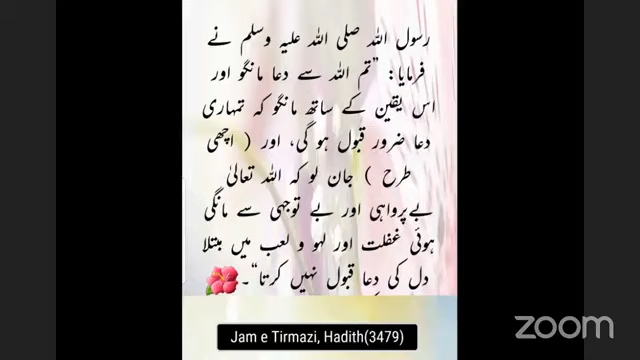 رسول اللہ صلی اللہ علیہ وسلم نے
فرمایا: ”تم اللہ سے دعا مانگو اور
اس یقین کے ساتھ مانگو کہ تمہاری
دعا ضرور قبول ہو گی، اور ( اچھی
طرح ) جان لو کہ اللہ تعالیٰ
بےپرواہی اور بے توجہی سے مانگی
ہوئی غفلت اور لہو و لعب میں مبتلا
دل کی دعا قبول نہیں کرتا“۔
Jam e Tirmazi, Hadith(3479)
zoom